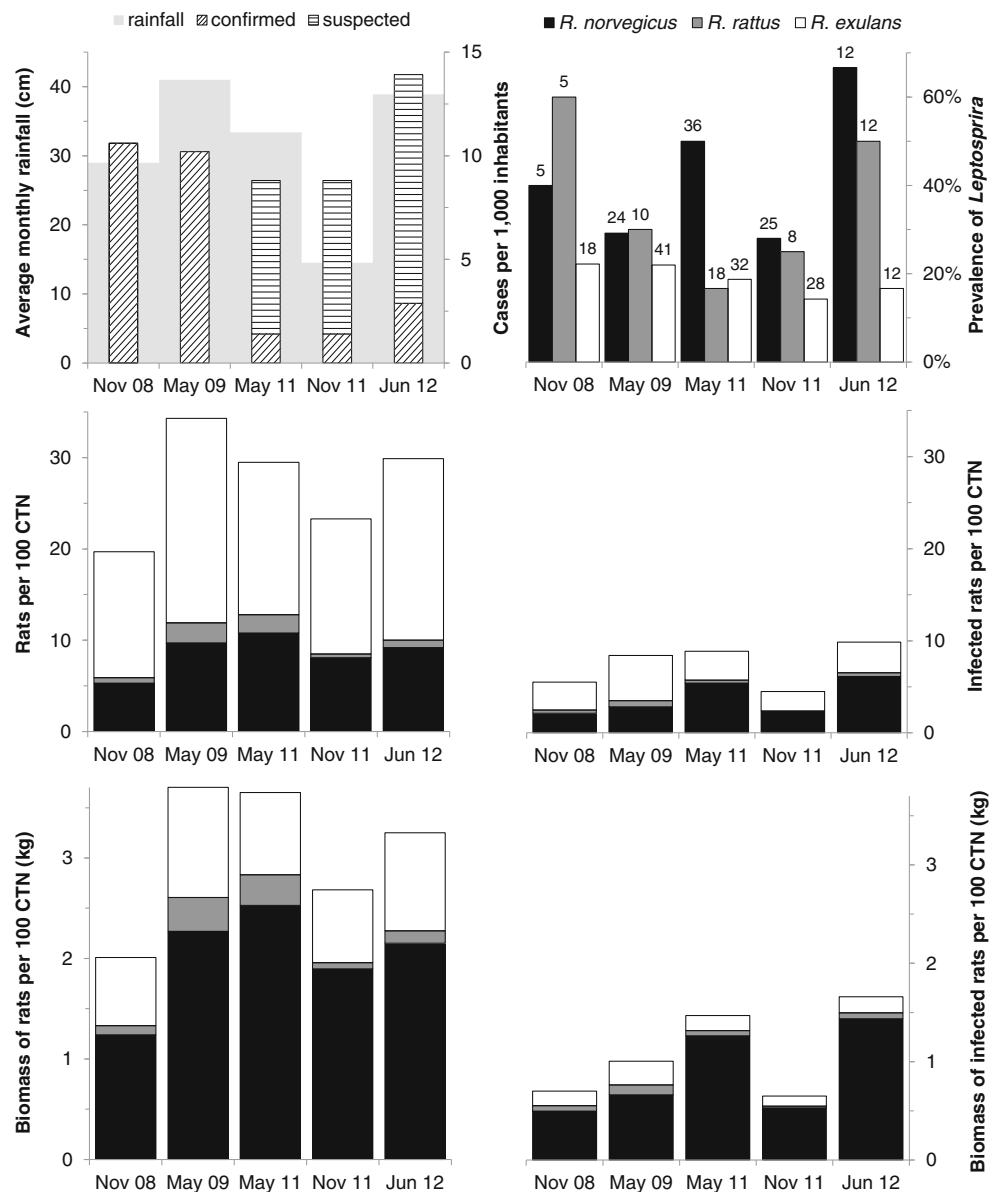 rainfall confirmed suspected
Average monthly rainfall (cm)
40
30
20
10
0
15
10
5
0
Cases per 1,000 inhabitants
Nov 08 May 09 May 11 Nov 11 Jun 12
R. norvegicus R. rattus R. exulans
5 5 18 24 10 41 36 18 32 25 8 28 12 12 12
60%
40%
20%
0%
Prevalence of Leptosprira
Nov 08 May 09 May 11 Nov 11 Jun 12
Rats per 100 CTN
30
20
10
0
Nov 08 May 09 May 11 Nov 11 Jun 12
30
20
10
0
Infected rats per 100 CTN
Nov 08 May 09 May 11 Nov 11 Jun 12
Biomass of rats per 100 CTN (kg)
3
2
1
0
Nov 08 May 09 May 11 Nov 11 Jun 12
3
2
1
0
Biomass of infected rats per 100 CTN (kg)
Nov 08 May 09 May 11 Nov 11 Jun 12